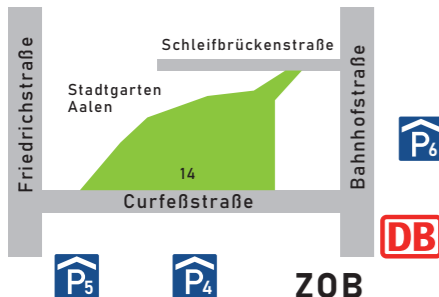 Schleifbrückenstraße
Stadtgarten
Aalen
Friedrichstraße
Bahnhofstraße
P6
14
Curfeßstraße
DB
P5
P4
ZOB